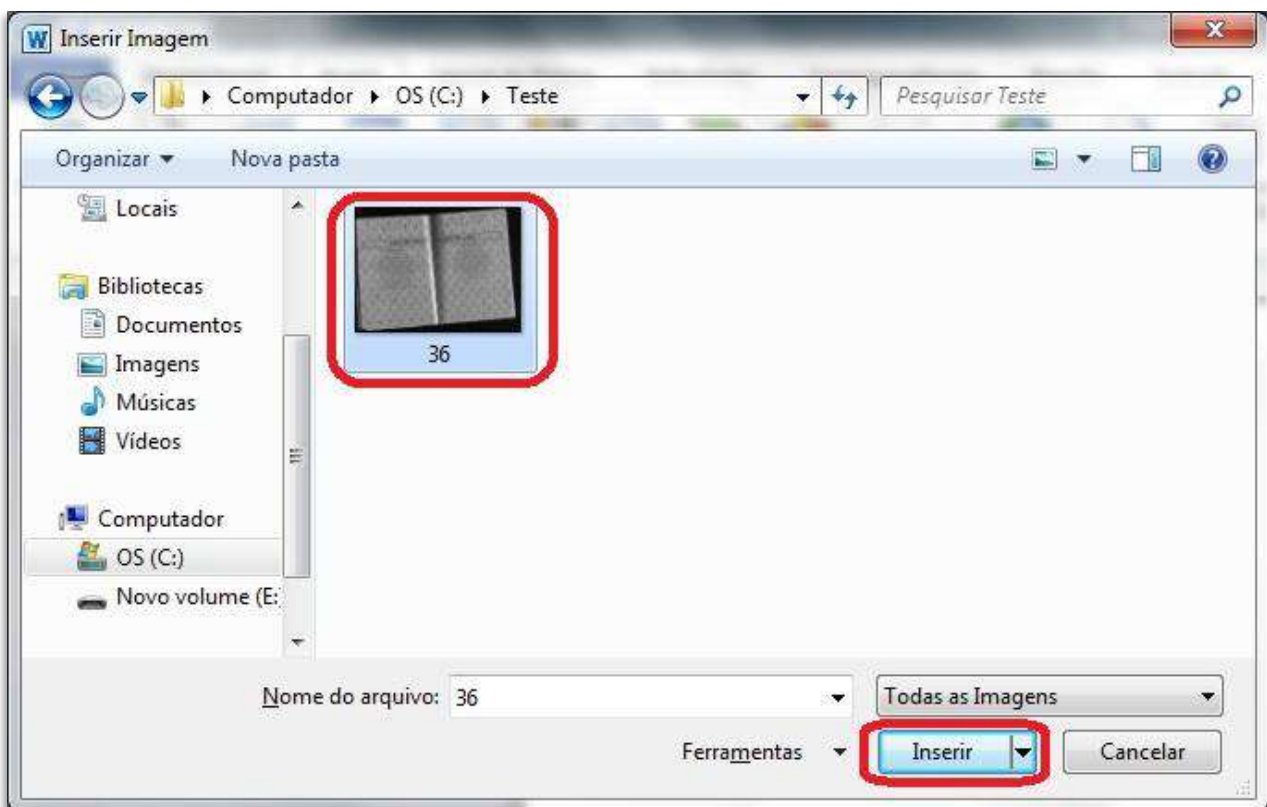 Inserir Imagem
Computador OS (C:) Teste
Pesquisar Teste
Organizar Nova pasta
Locais
Bibliotecas
Documentos
Imagens
Músicas
Vídeos
Computador
OS (C:)
Novo volume (E:
36
Nome do arquivo: 36
Todas as Imagens
Ferramentas Inserir Cancelar